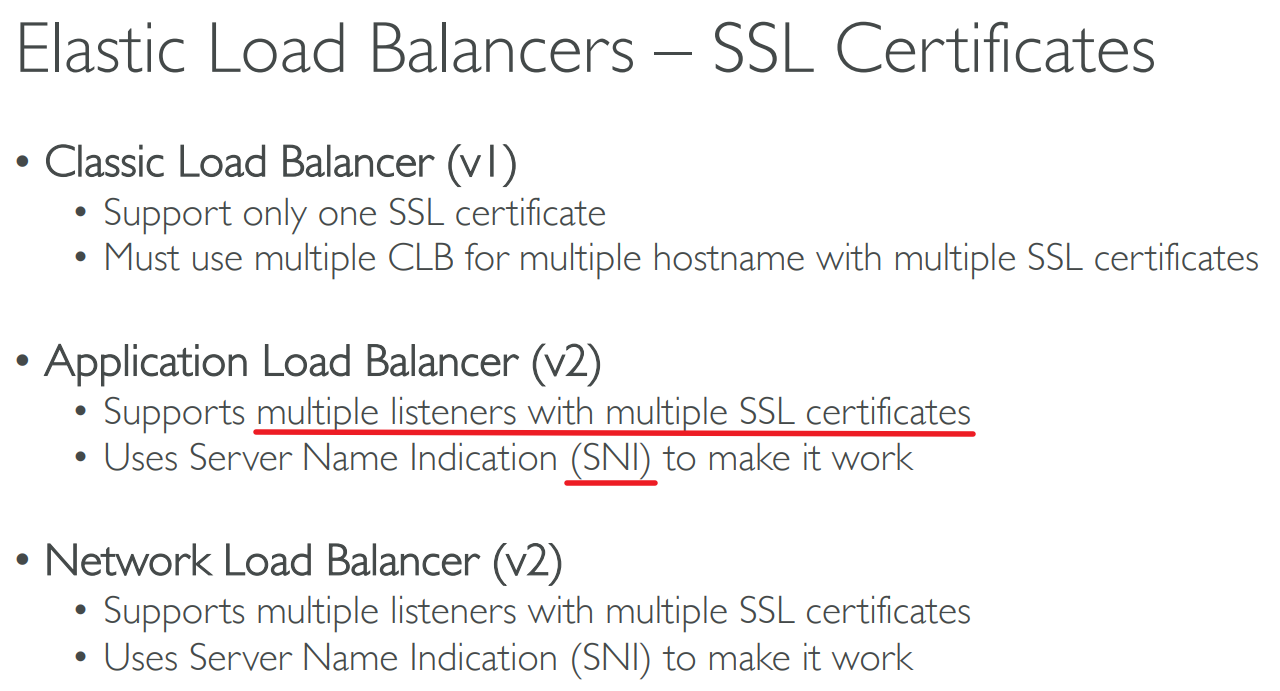 Elastic Load Balancers – SSL Certificates
• Classic Load Balancer (v1)
• Support only one SSL certificate
• Must use multiple CLB for multiple hostname with multiple SSL certificates
• Application Load Balancer (v2)
• Supports multiple listeners with multiple SSL certificates
• Uses Server Name Indication (SNI) to make it work
• Network Load Balancer (v2)
• Supports multiple listeners with multiple SSL certificates
• Uses Server Name Indication (SNI) to make it work